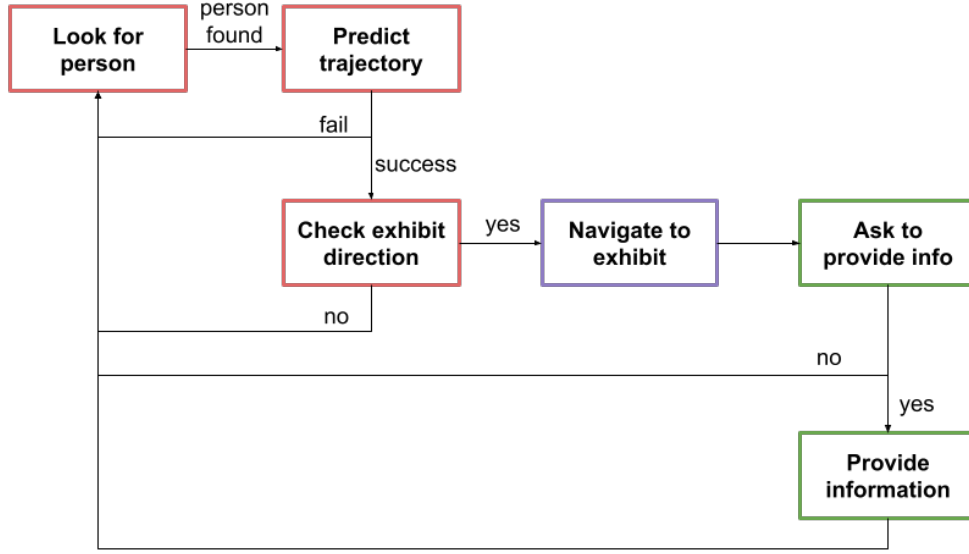 Look for
person
person
found
Predict
trajectory
fail
success
Check exhibit
direction
yes
Navigate to
exhibit
Ask to
provide info
no
no
yes
Provide
information